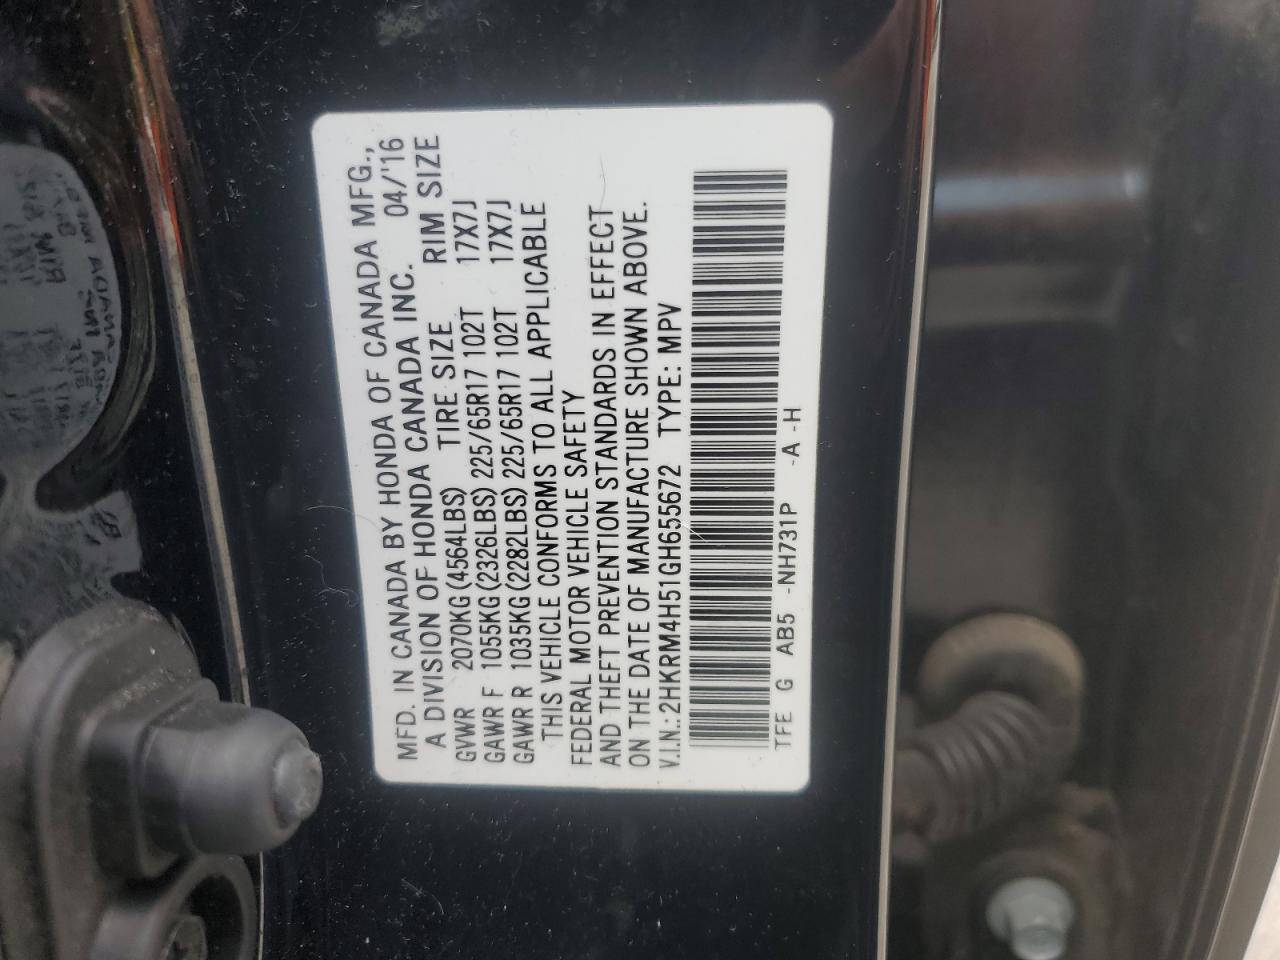 MFD. IN CANADA BY HONDA OF CANADA MFG.,
A DIVISION OF HONDA CANADA INC. 04/'16
GVWR 2070KG (4564LBS) TIRE SIZE RIM SIZE
GAWR F 1055KG (2326LBS) 225/65R17 102T 17X7J
GAWR R 1035KG (2282LBS) 225/65R17 102T 17X7J
THIS VEHICLE CONFORMS TO ALL APPLICABLE
FEDERAL MOTOR VEHICLE SAFETY
AND THEFT PREVENTION STANDARDS IN EFFECT
ON THE DATE OF MANUFACTURE SHOWN ABOVE.
V.I.N.: 2HKRM4H51GH655672 TYPE: MPV
TFE G AB5 -NH731P -A -H